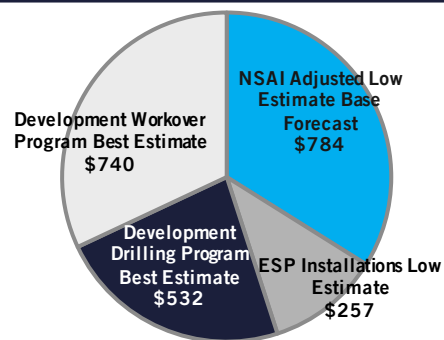 NSAI Adjusted Low
Estimate Base
Forecast
$784
Development Workover
Program Best Estimate
$740
Development
Drilling Program
Best Estimate
$532
ESP Installations Low
Estimate
$257